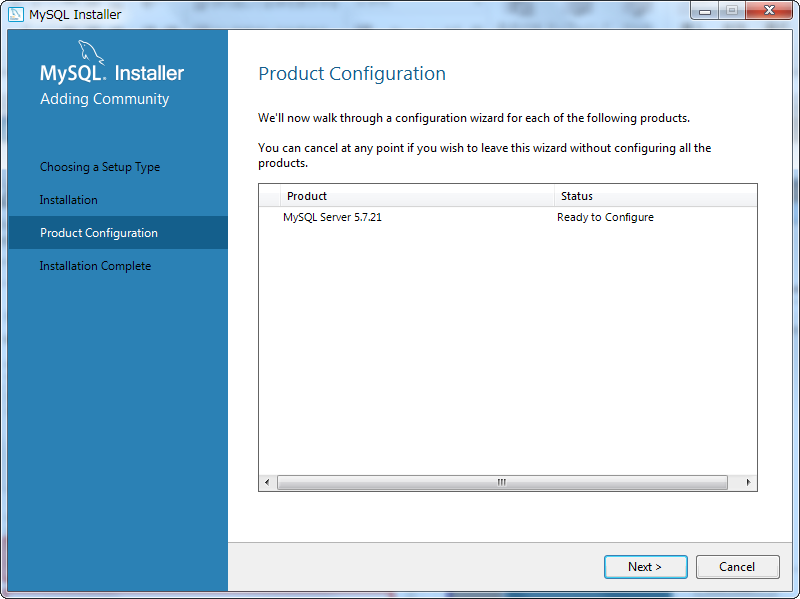 MySQL Installer
MySQL. Installer
Adding Community
Choosing a Setup Type
Installation
Product Configuration
Installation Complete
Product Configuration
We'll now walk through a configuration wizard for each of the following products.
You can cancel at any point if you wish to leave this wizard without configuring all the
products.
Product Status
MySQL Server 5.7.21 Ready to Configure
Next > Cancel